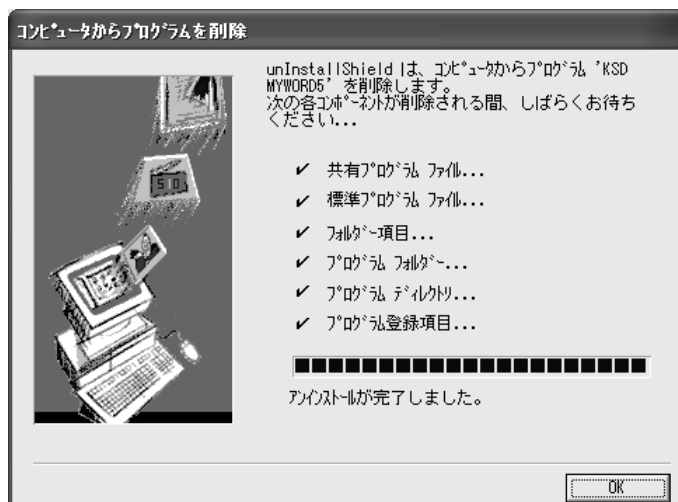 コンピュータからプログラムを削除
unInstallShield は、コンピュータからプログラム 'KSD
MYWORD5' を削除します。
次の各コンポーネントが削除される間、しばらくお待ち
ください...
✔ 共有プログラム ファイル...
✔ 標準プログラム ファイル...
✔ フォルダー項目...
✔ プログラム フォルダー...
✔ プログラム ディレクトリ...
✔ プログラム登録項目...
アンインストールが完了しました。
OK